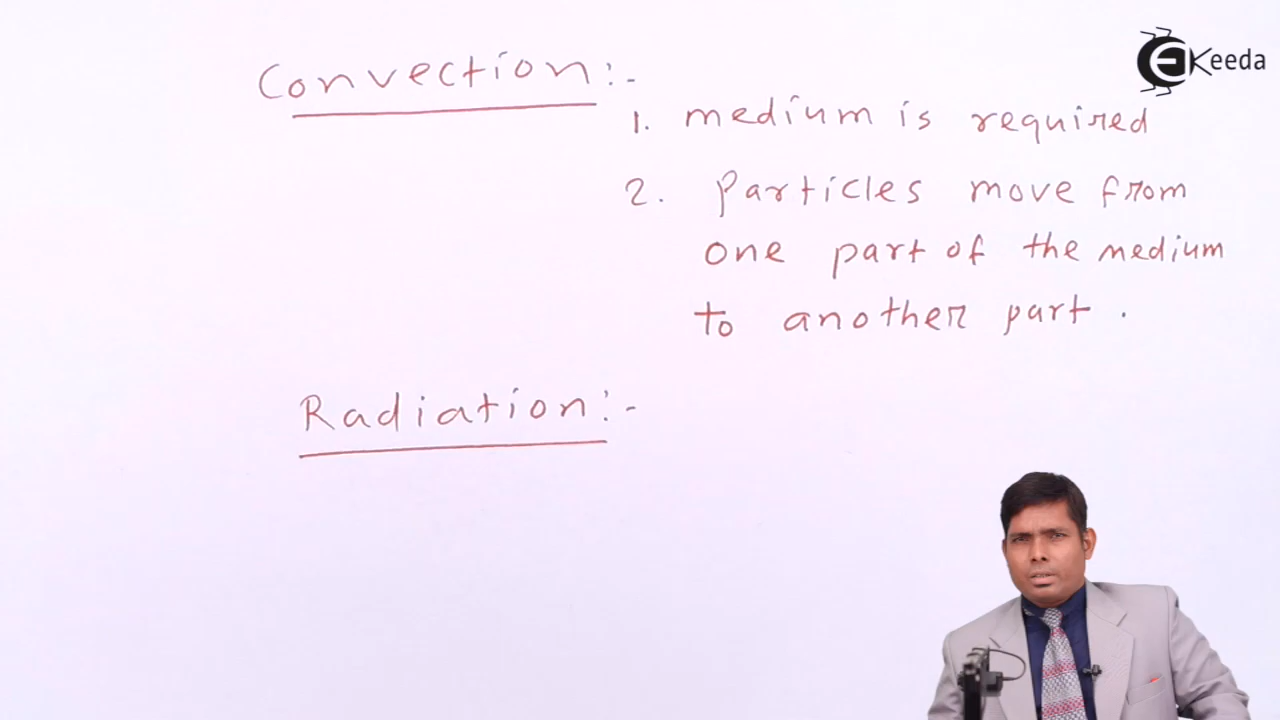 Convection:-
1. medium is required
2. Particles move from
one part of the medium
to another part .
Radiation:-
EKeeda